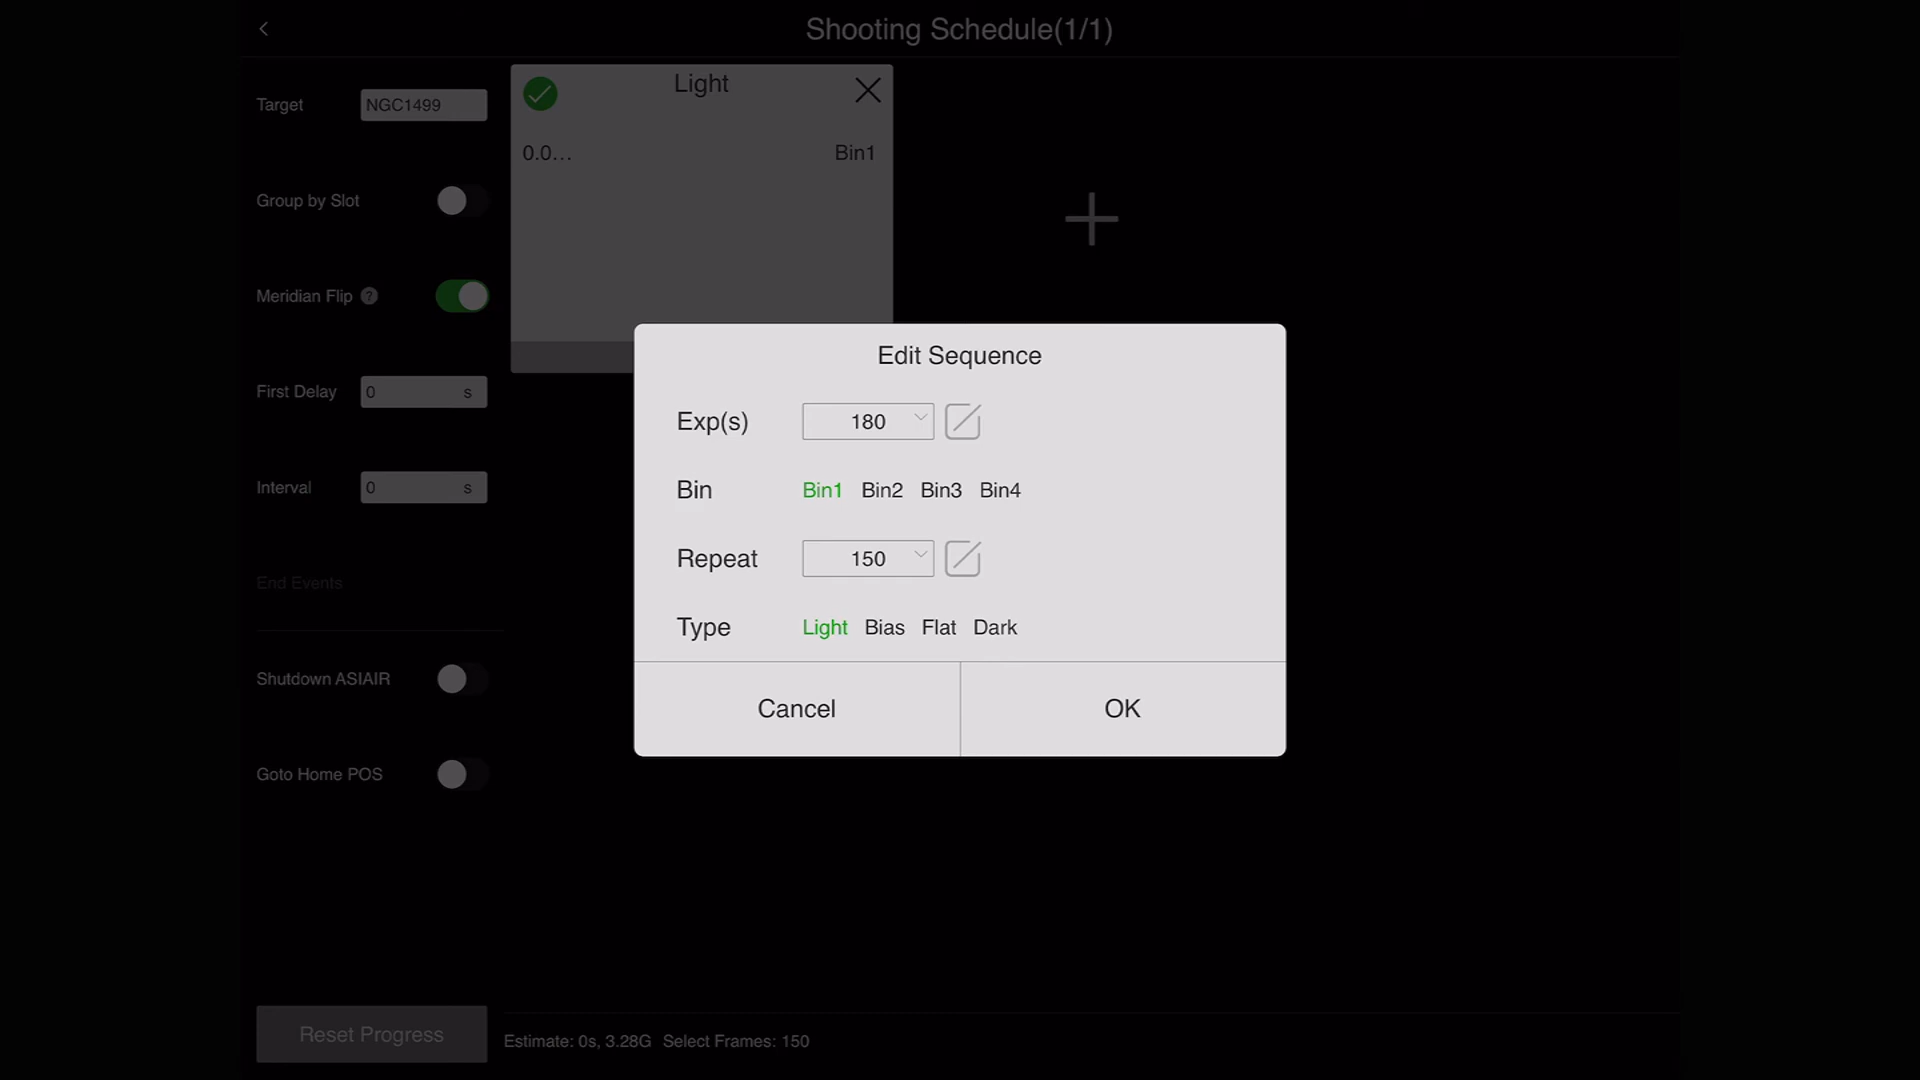 Shooting Schedule(1/1)
Target NGC1499
Group by Slot
Meridian Flip ?
First Delay 0 s
Interval 0 s
End Events
Shutdown ASIAIR
Goto Home POS
Reset Progress
Light
0.0... Bin1
Edit Sequence
Exp(s) 180
Bin Bin1 Bin2 Bin3 Bin4
Repeat 150
Type Light Bias Flat Dark
Cancel OK
Estimate: 0s, 3.28G Select Frames: 150